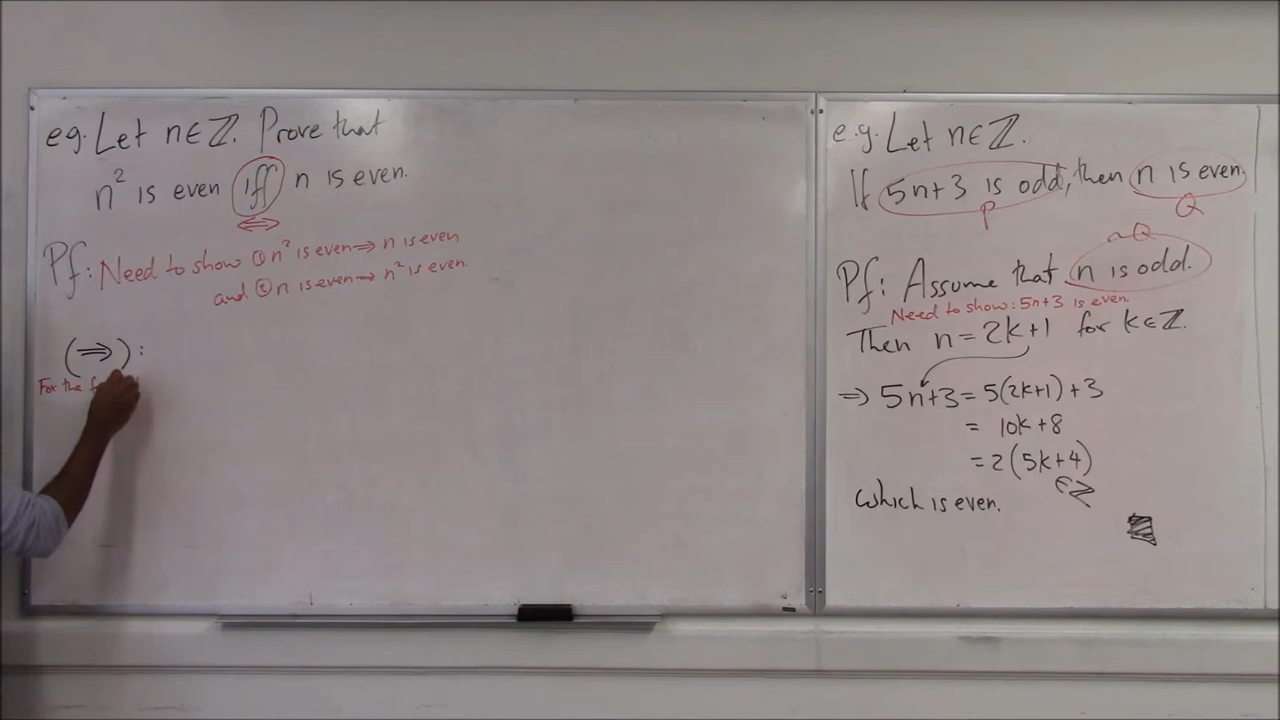 e.g. Let n∈ℤ. Prove that
n² is even iff n is even.
⇔
Pf: Need to show ① n² is even ⇒ n is even
and ② n is even ⇒ n² is even.
(⇒):
For the
e.g. Let n∈ℤ.
If 5n+3 is odd, then n is even.
P Q
~Q
Pf: Assume that n is odd.
Need to show: 5n+3 is even.
Then n = 2k+1 for k∈ℤ.
⇒ 5n+3 = 5(2k+1)+3
= 10k+8
= 2(5k+4)
∈ℤ
which is even.